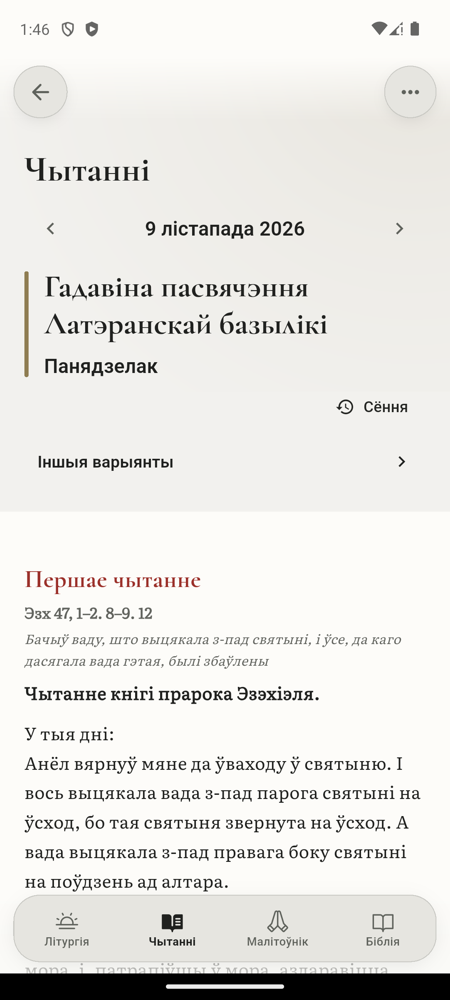 1:46
Чытанні
9 лістапада 2026
Гадавіна пасвячэння
Латэранскай базылікі
Панядзелак
Сёння
Іншыя варыянты
Першае чытанне
Эзх 47, 1–2. 8–9. 12
Бачыў ваду, што выцякала з-пад святыні, і ўсе, да каго
дасягала вада гэтая, былі збаўлены
Чытанне кнігі прарока Эзэхіэля.
У тыя дні:
Анёл вярнуў мяне да ўваходу ў святыню. І
вось выцякала вада з-пад парога святыні на
ўсход, бо тая святыня звернута на ўсход. А
вада выцякала з-пад правага боку святыні
на поўдзень ад алтара.
Літургія
Чытанні
Малітоўнік
Біблія
мора, і, патрапіўшы ў мора, аздаравіцца